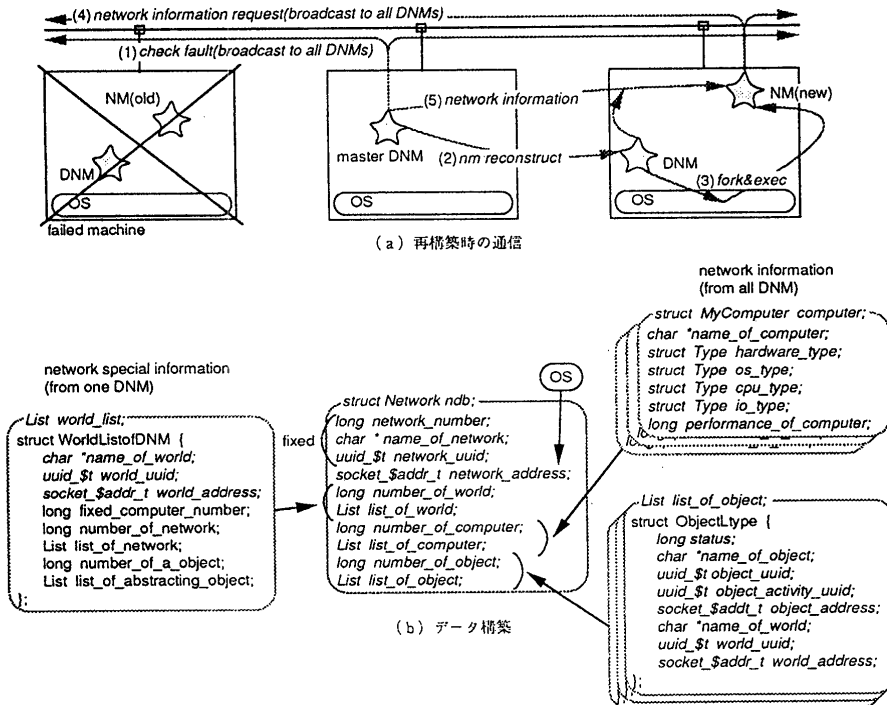 (4) network information request(broadcast to all DNMs)
(1) check fault(broadcast to all DNMs)
NM(old)
DNM
OS
failed machine
master DNM
OS
(5) network information
(2) nm reconstruct
NM(new)
DNM
(3) fork&exec
OS
(a) 再構築時の通信
network information
(from all DNM)
struct MyComputer computer;
char *name_of_computer;
struct Type hardware_type;
struct Type os_type;
struct Type cpu_type;
struct Type io_type;
long performance_of_computer;
network special information
(from one DNM)
List world_list;
struct WorldListofDNM {
char *name_of_world;
uuid_$t world_uuid;
socket_$addr_t world_address;
long fixed_computer_number;
long number_of_network;
List list_of_network;
long number_of_a_object;
List list_of_abstracting_object;
};
OS
fixed
struct Network ndb;
long network_number;
char * name_of_network;
uuid_$t network_uuid;
socket_$addr_t network_address;
long number_of_world;
List list_of_world;
long number_of_computer;
List list_of_computer;
long number_of_object;
List list_of_object;
List list_of_object;
struct ObjectLtype {
long status;
char *name_of_object;
uuid_$t object_uuid;
uuid_$t object_activity_uuid;
socket_$addt_t object_address;
char *name_of_world;
uuid_$t world_uuid;
socket_$addr_t world_address;
};
(b) データ構築